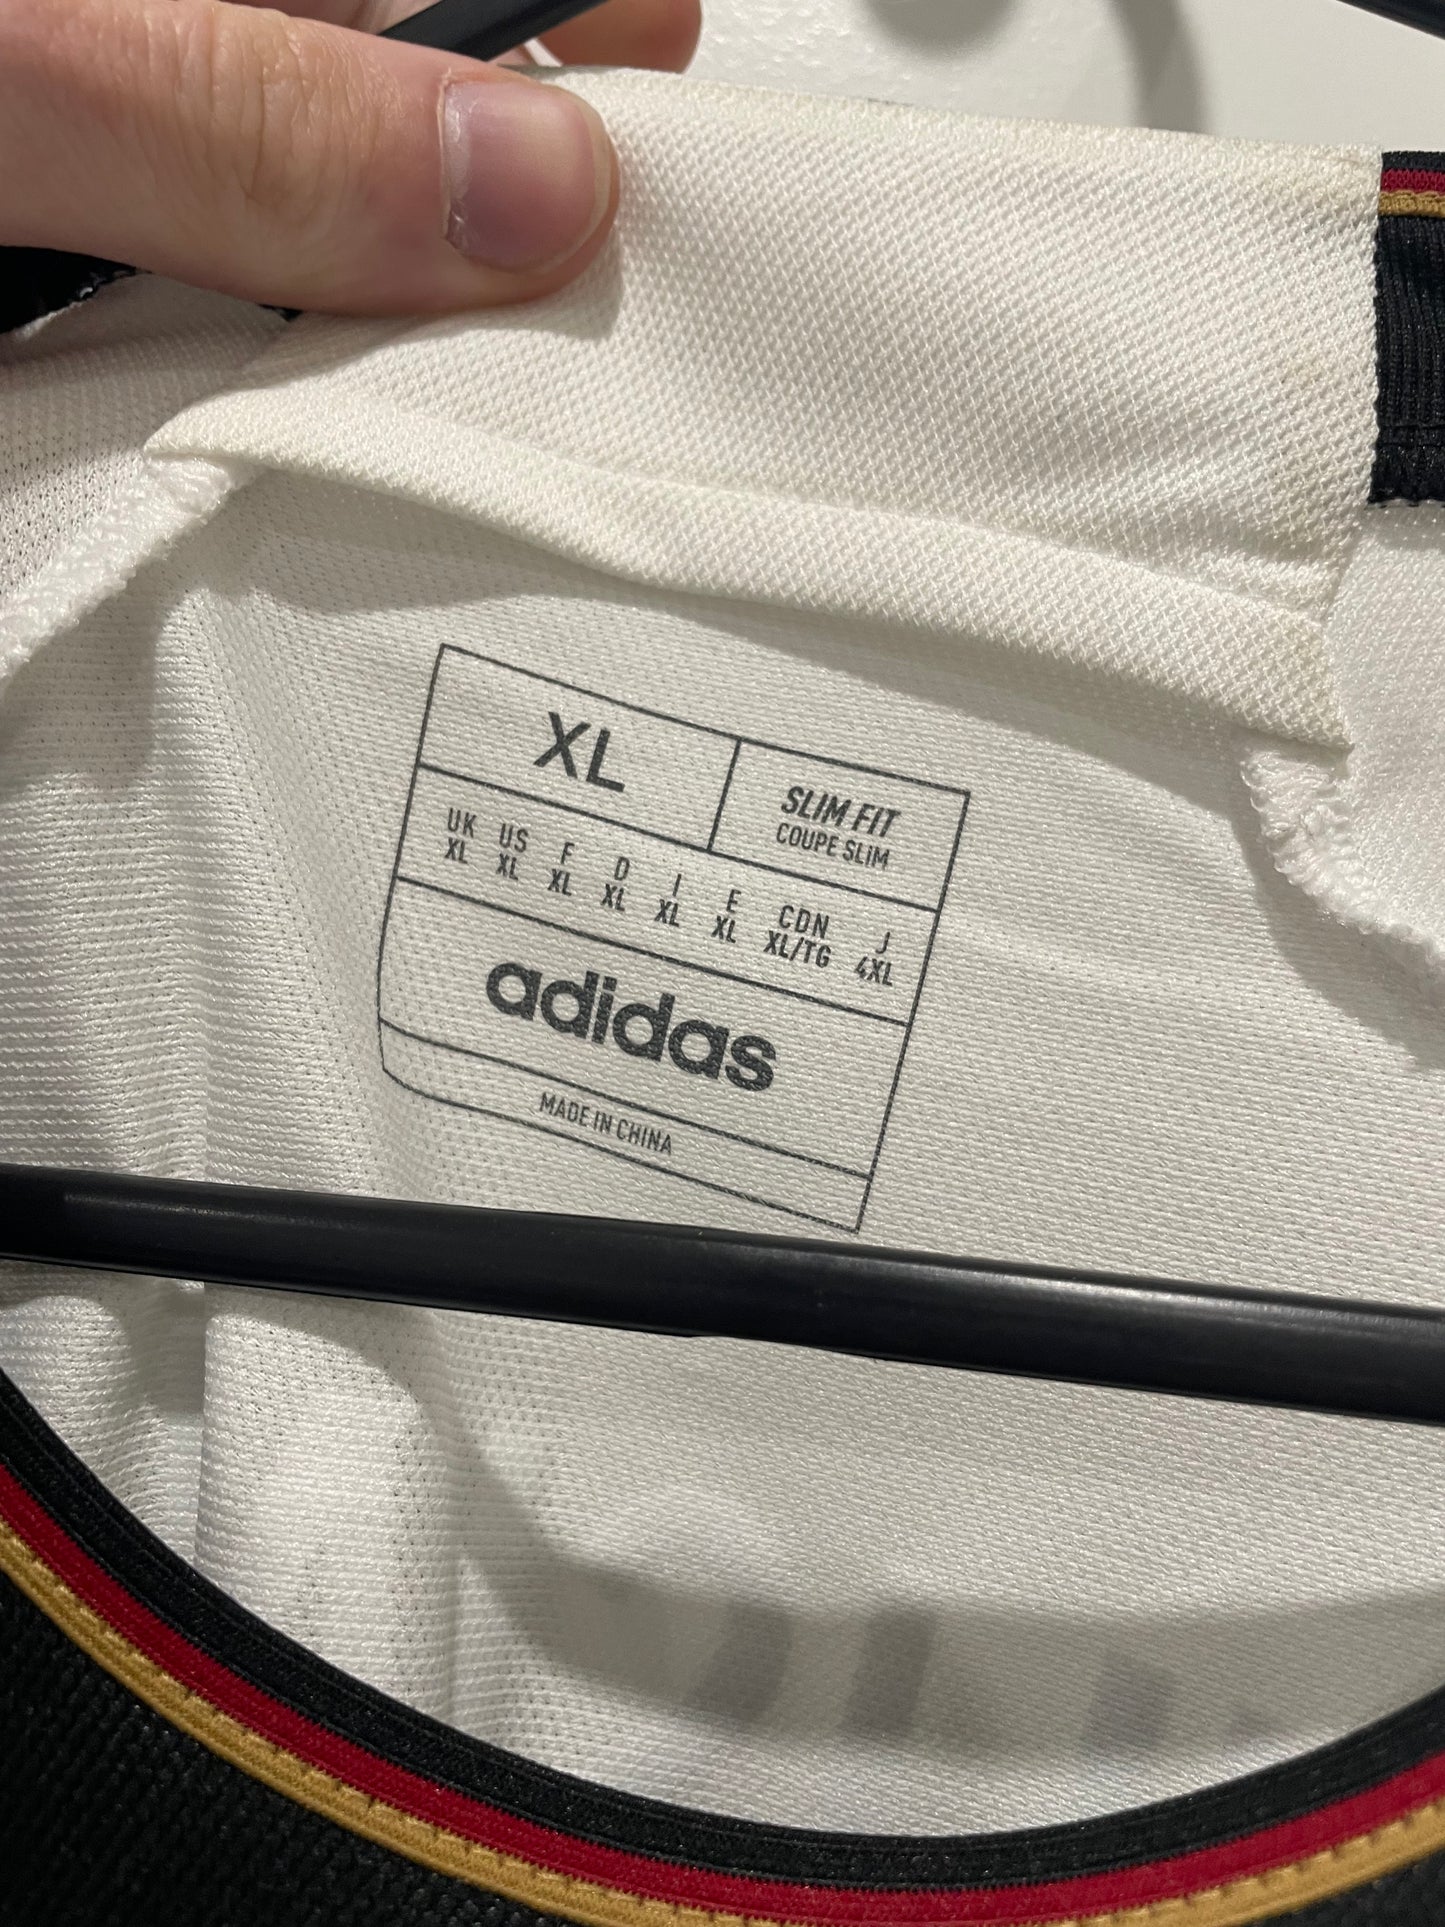 XL
SLIM FIT
COUPE SLIM
UK US F D I E CDN J
XL XL XL XL XL XL XL/TG 4XL
adidas
MADE IN CHINA